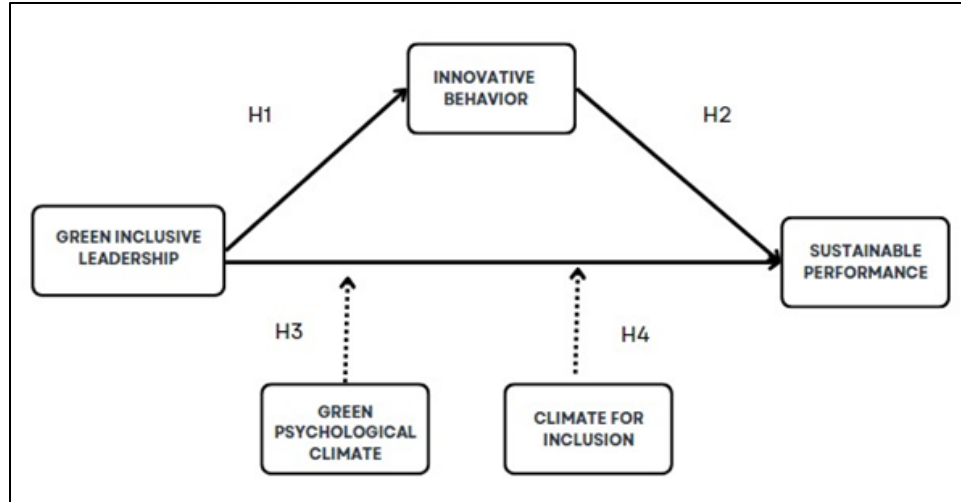 INNOVATIVE
BEHAVIOR
H1
H2
GREEN INCLUSIVE
LEADERSHIP
SUSTAINABLE
PERFORMANCE
H3
H4
GREEN
PSYCHOLOGICAL
CLIMATE
CLIMATE FOR
INCLUSION